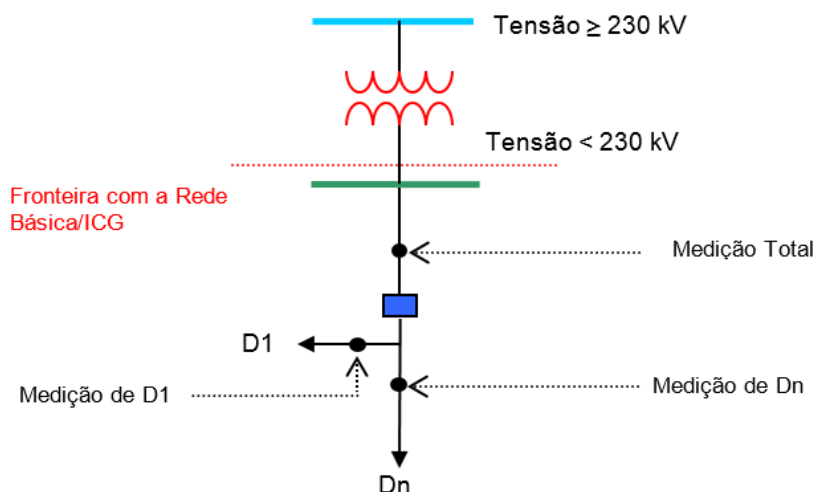 Tensão ≥ 230 kV
Tensão < 230 kV
Fronteira com a Rede
Básica/ICG
Medição Total
D1
Medição de D1
Medição de Dn
Dn